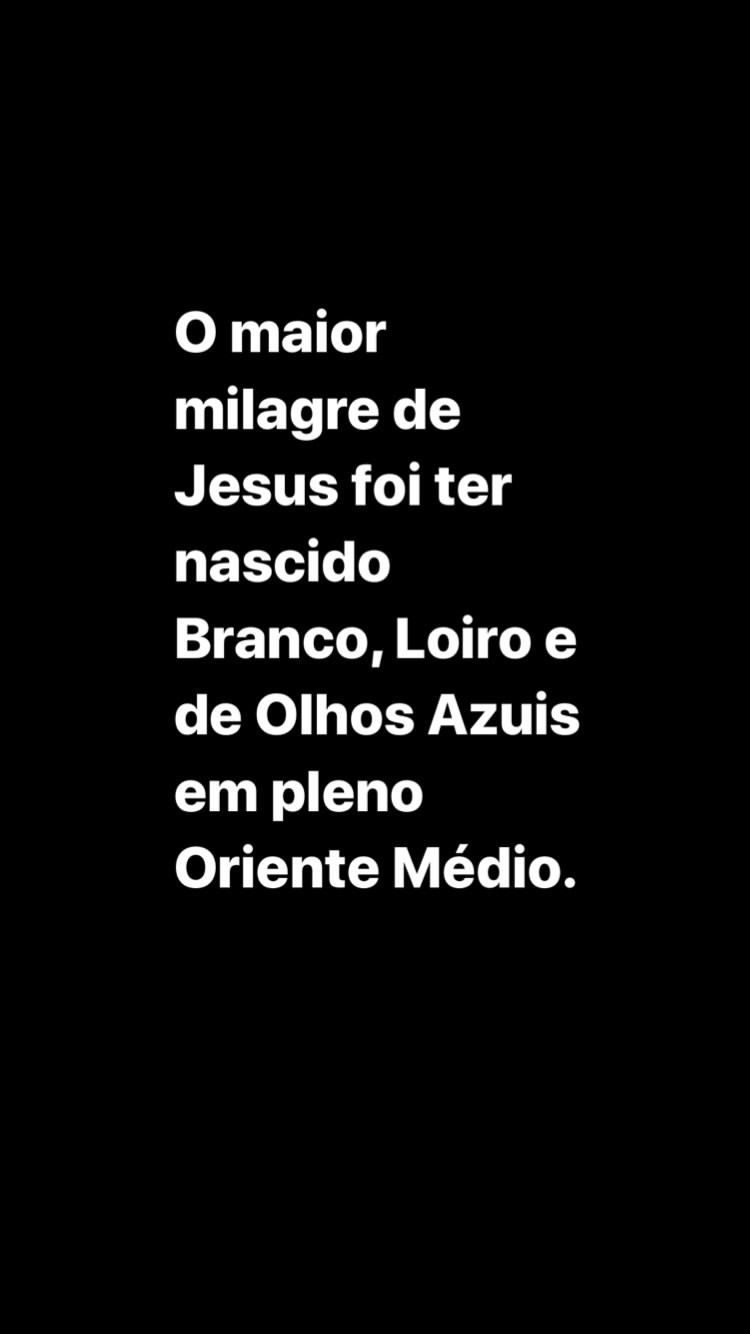 O maior
milagre de
Jesus foi ter
nascido
Branco, Loiro e
de Olhos Azuis
em pleno
Oriente Médio.